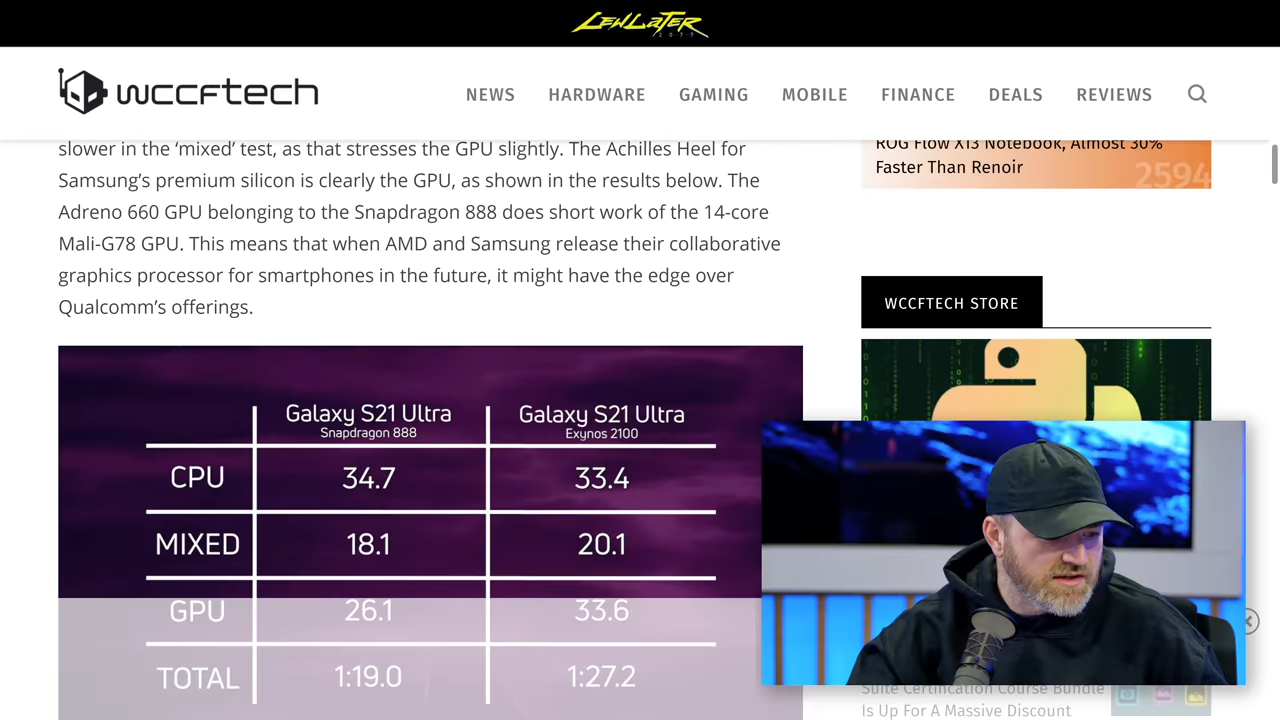 LEWLATER
2077
wccftech
NEWS HARDWARE GAMING MOBILE FINANCE DEALS REVIEWS
slower in the ‘mixed’ test, as that stresses the GPU slightly. The Achilles Heel for
Samsung’s premium silicon is clearly the GPU, as shown in the results below. The
Adreno 660 GPU belonging to the Snapdragon 888 does short work of the 14-core
Mali-G78 GPU. This means that when AMD and Samsung release their collaborative
graphics processor for smartphones in the future, it might have the edge over
Qualcomm’s offerings.
Galaxy S21 Ultra Galaxy S21 Ultra
Snapdragon 888 Exynos 2100
CPU 34.7 33.4
MIXED 18.1 20.1
GPU 26.1 33.6
TOTAL 1:19.0 1:27.2
ROG Flow X13 Notebook, Almost 30%
Faster Than Renoir
2594
WCCFTECH STORE
Suite Certification Course Bundle
Is Up For A Massive Discount